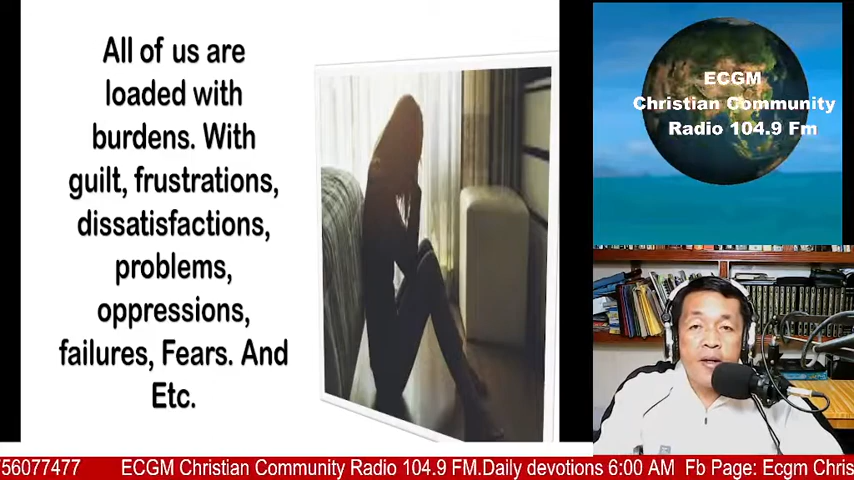 All of us are
loaded with
burdens. With
guilt, frustrations,
dissatisfactions,
problems,
oppressions,
failures, Fears. And
Etc.
ECGM
Christian Community
Radio 104.9 Fm
756077477 ECGM Christian Community Radio 104.9 FM.Daily devotions 6:00 AM Fb Page: Ecgm Chris